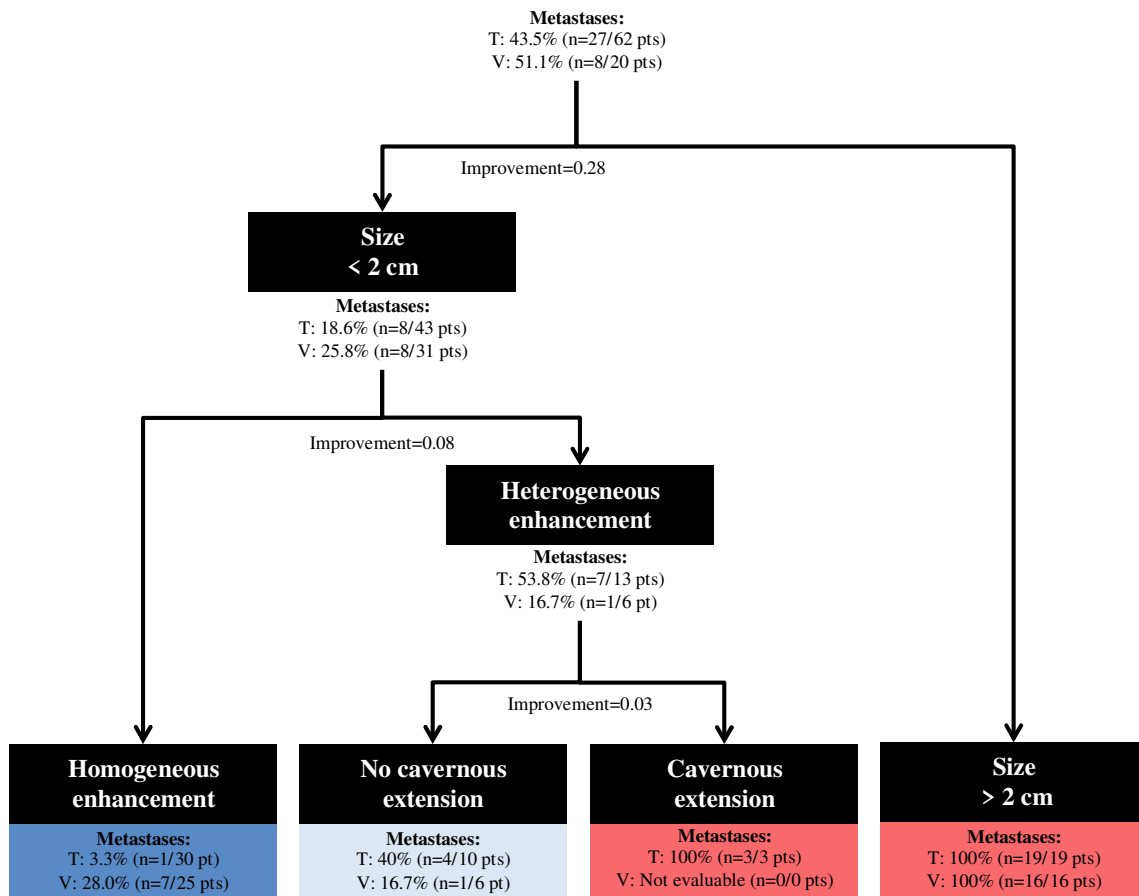 Metastases:
T: 43.5% (n=27/62 pts)
V: 51.1% (n=8/20 pts)
Improvement=0.28
Size
< 2 cm
Metastases:
T: 18.6% (n=8/43 pts)
V: 25.8% (n=8/31 pts)
Improvement=0.08
Heterogeneous
enhancement
Metastases:
T: 53.8% (n=7/13 pts)
V: 16.7% (n=1/6 pt)
Improvement=0.03
Homogeneous
enhancement
Metastases:
T: 3.3% (n=1/30 pt)
V: 28.0% (n=7/25 pts)
No cavernous
extension
Metastases:
T: 40% (n=4/10 pts)
V: 16.7% (n=1/6 pt)
Cavernous
extension
Metastases:
T: 100% (n=3/3 pts)
V: Not evaluable (n=0/0 pts)
Size
> 2 cm
Metastases:
T: 100% (n=19/19 pts)
V: 100% (n=16/16 pts)